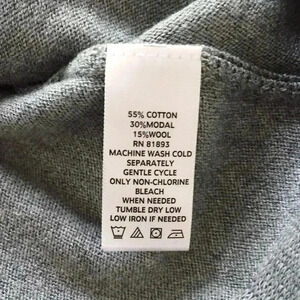 55% COTTON
30%MODAL
15%WOOL
RN 81893
MACHINE WASH COLD
SEPARATELY
GENTLE CYCLE
ONLY NON-CHLORINE
BLEACH
WHEN NEEDED
TUMBLE DRY LOW
LOW IRON IF NEEDED